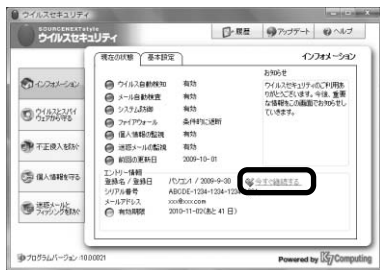 ウイルスセキュリティ
SOURCENEXTstyle
ウイルスセキュリティ
履歴 アップデート ヘルプ
現在の状態 基本設定 インフォメーション
インフォメーション
ウイルスとスパイウェアから守る
不正侵入を防ぐ
個人情報を守る
迷惑メールとフィッシングを防ぐ
ウイルス自動検知 有効
メール自動検査 有効
システム防御 有効
ファイアウォール 条件的に遮断
個人情報の監視 有効
迷惑メールの監視 有効
前回の更新日 2009-10-01
お知らせ
ウイルスセキュリティのご利用あ
りがとうございます。今後、重要
な情報をこの画面でお知らせし
ていきます。
エントリー情報
登録名 / 登録日 パソコン1 / 2009-9-30
今すぐ継続する
シリアル番号 ABCDE-1234-1234-1234
メールアドレス xxx@xxx.com
有効期限 2010-11-02(あと 41 日)
プログラムバージョン :10.0.0021
Powered by K7 Computing